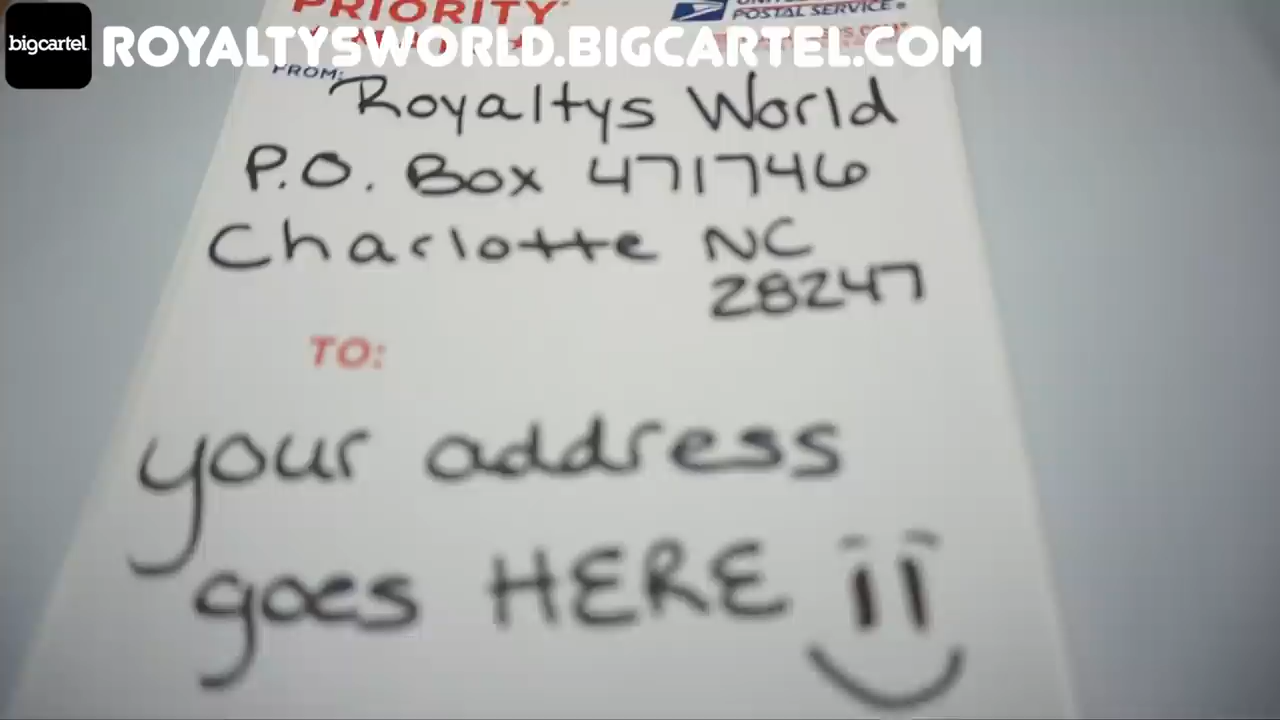 PRIORITY
POSTAL SERVICE
bigcartel
ROYALTYSWORLD.BIGCARTEL.COM
FROM:
Royaltys World
P.O. Box 471746
Charlotte NC
28247
TO:
your address
goes HERE